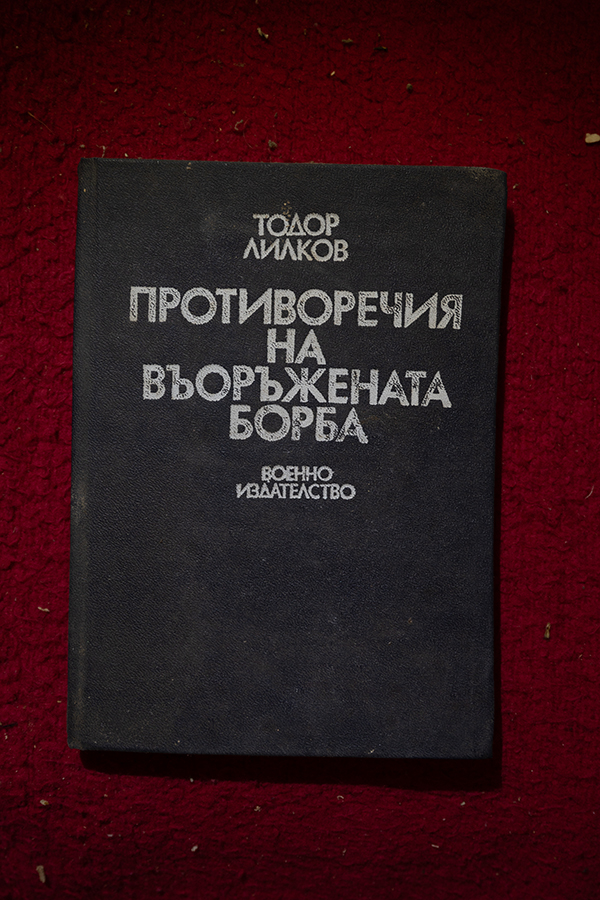 ТОДОР
ЛИЛКОВ
ПРОТИВОРЕЧИЯ
НА
ВЪОРЪЖЕНАТА
БОРБА
ВОЕННО
ИЗДАТЕЛСТВО